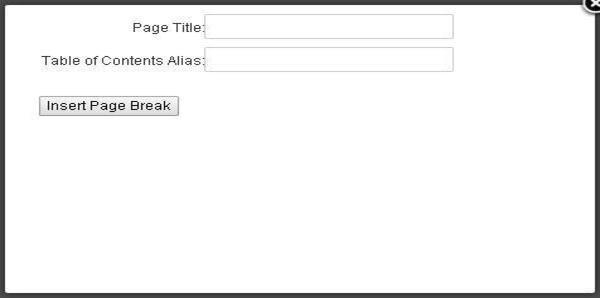 Page Title:
Table of Contents Alias:
Insert Page Break